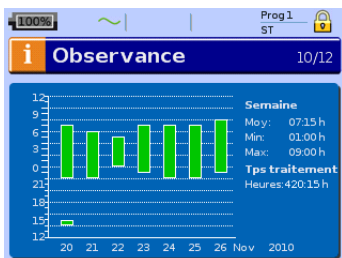 100%
Prog 1
ST
i Observance 10/12
12
9
6
3
0
21
18
15
12
20 21 22 23 24 25 26 Nov 2010
Semaine
Moy: 07:15 h
Min: 01:00 h
Max: 09:00 h
Tps traitement
Heures: 420:15 h